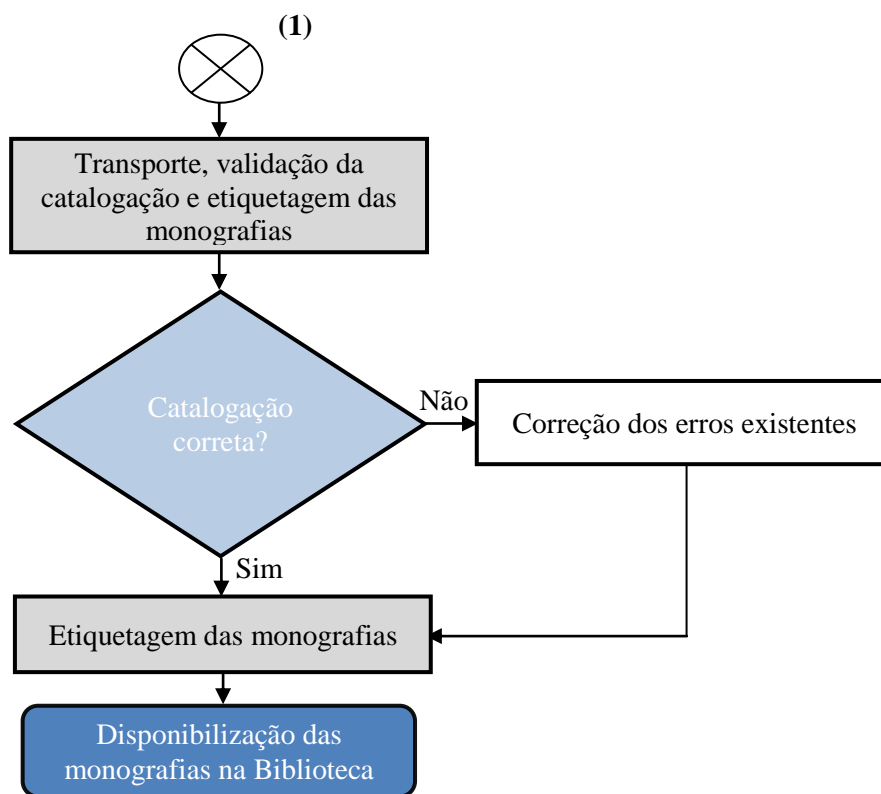 (1)
Transporte, validação da
catalogação e etiquetagem das
monografias
Catalogação
correta?
Não
Correção dos erros existentes
Sim
Etiquetagem das monografias
Disponibilização das
monografias na Biblioteca